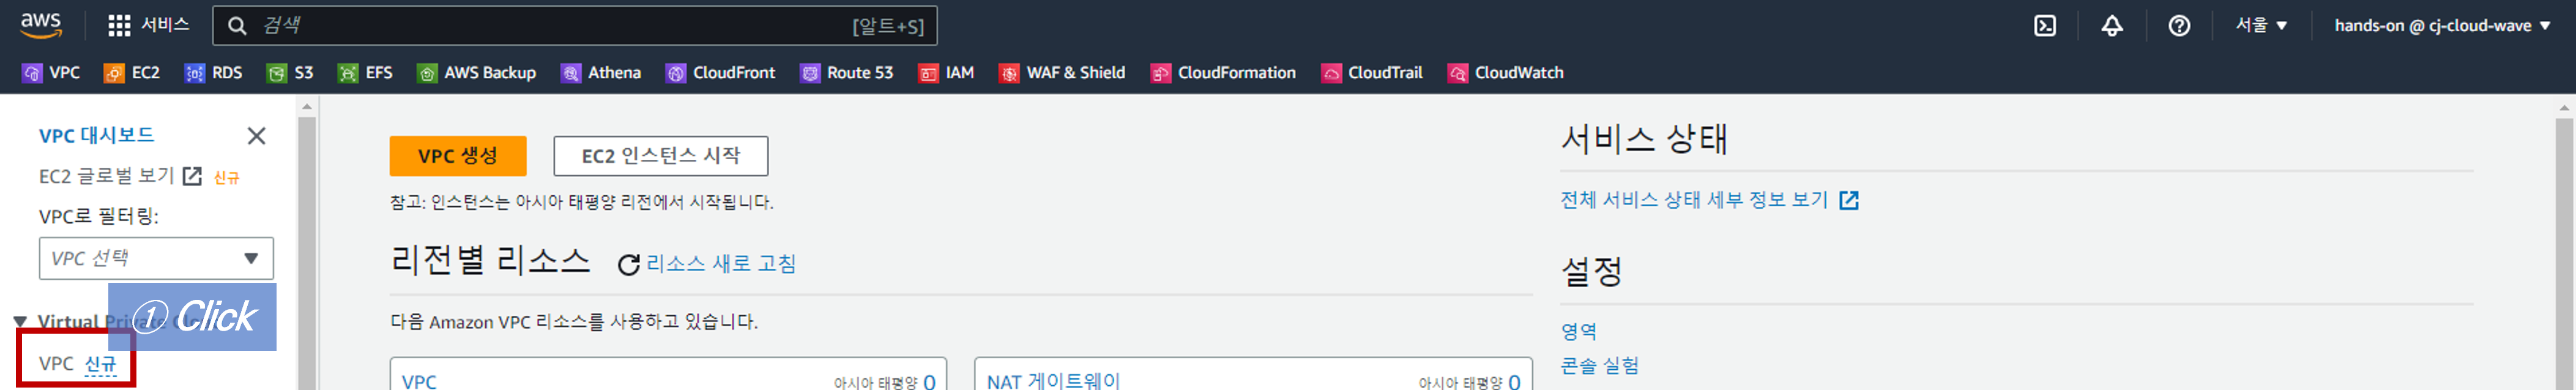 aws 서비스 검색 [알트+S] 서울 ▼ hands-on @ cj-cloud-wave ▼
VPC EC2 RDS S3 EFS AWS Backup Athena CloudFront Route 53 IAM WAF & Shield CloudFormation CloudTrail CloudWatch
VPC 대시보드
EC2 글로벌 보기 신규
VPC로 필터링:
VPC 선택
① Click
Virtual Private Clo
VPC 신규
VPC 생성 EC2 인스턴스 시작
참고: 인스턴스는 아시아 태평양 리전에서 시작됩니다.
리전별 리소스 리소스 새로 고침
다음 Amazon VPC 리소스를 사용하고 있습니다.
VPC 아시아 태평양 0
NAT 게이트웨이 아시아 태평양 0
서비스 상태
전체 서비스 상태 세부 정보 보기
설정
영역
콘솔 실험